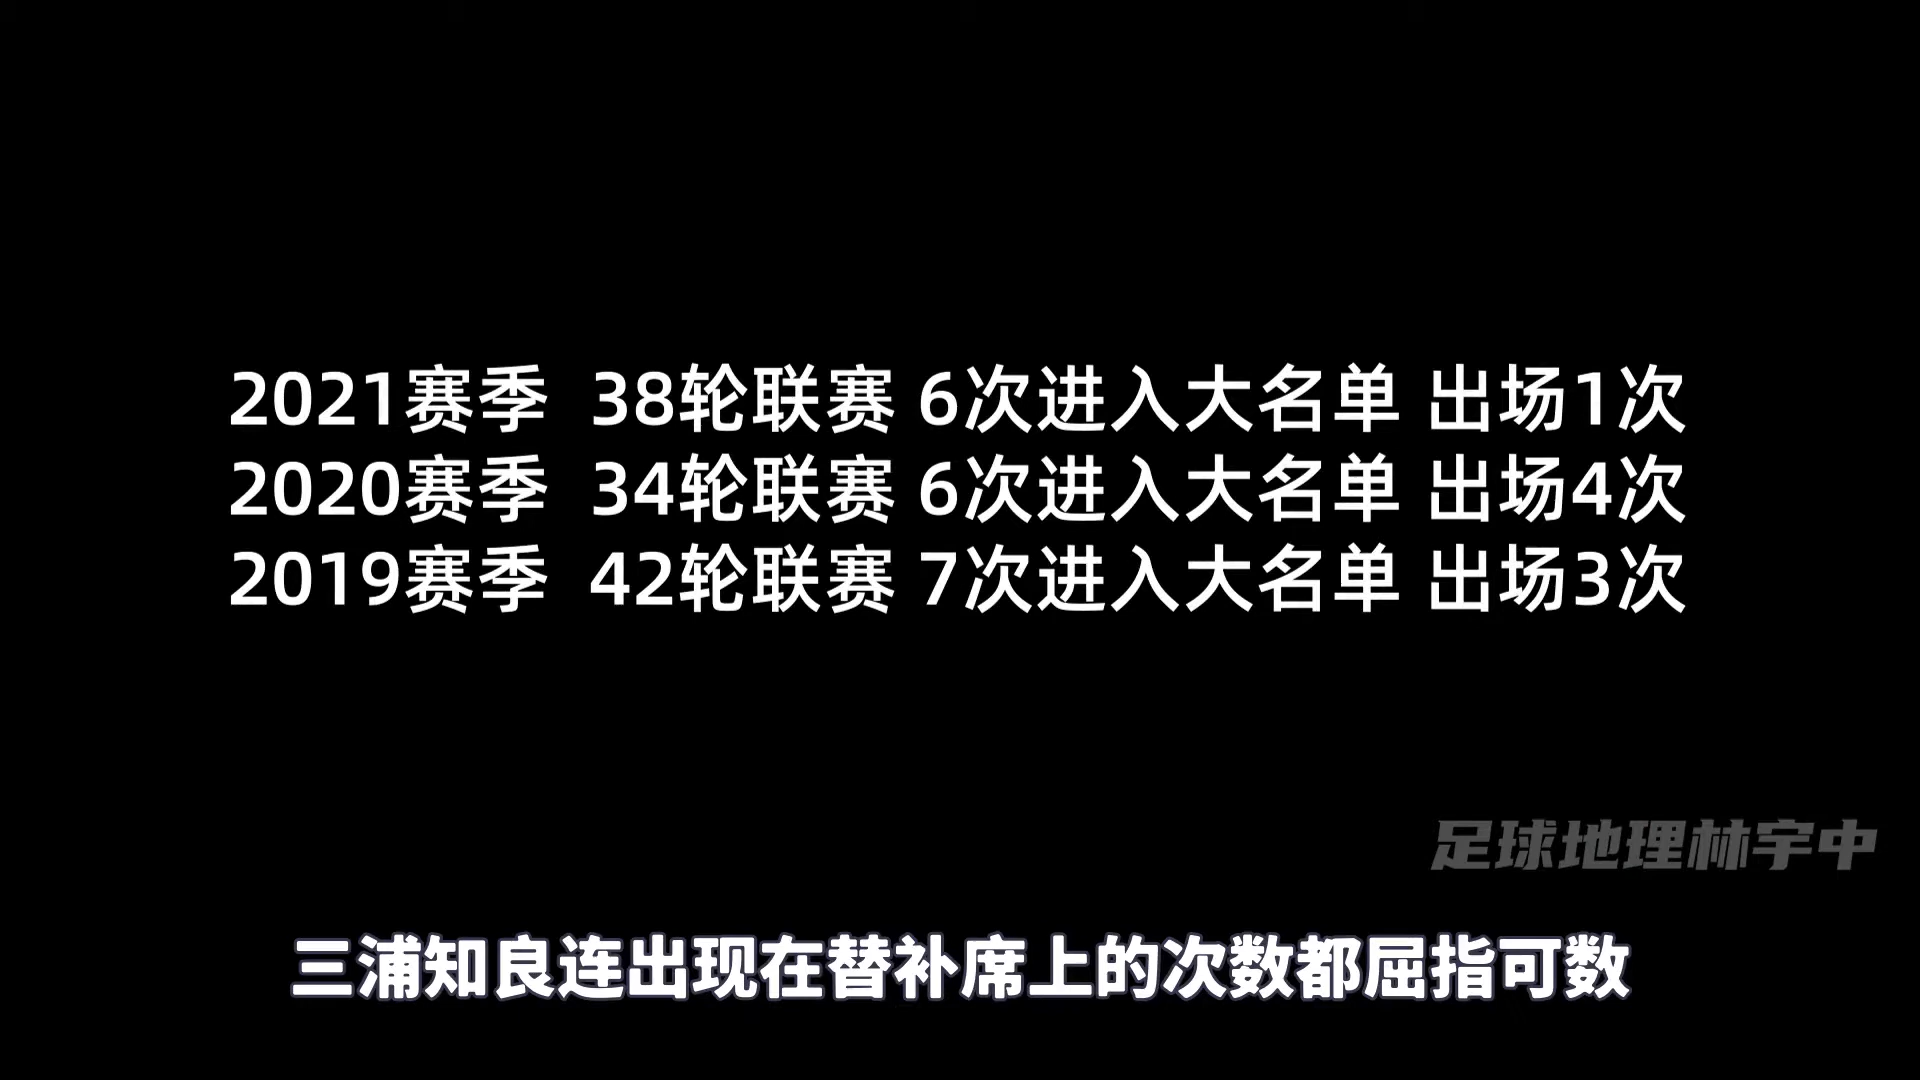 2021赛季 38轮联赛 6次进入大名单 出场1次
2020赛季 34轮联赛 6次进入大名单 出场4次
2019赛季 42轮联赛 7次进入大名单 出场3次
足球地理林宇中
三浦知良连出现在替补席上的次数都屈指可数